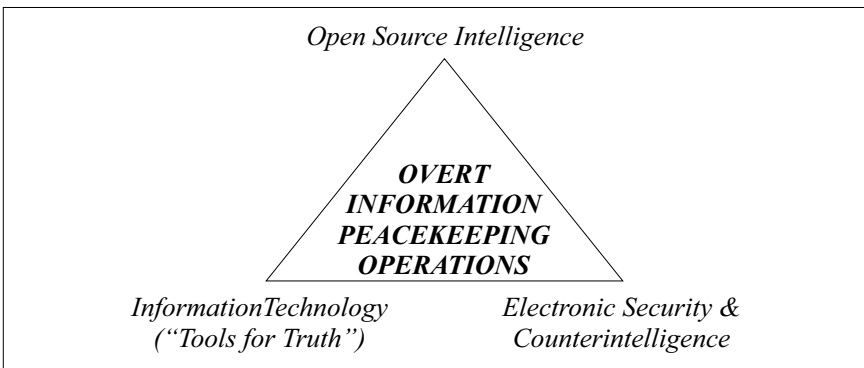 Open Source Intelligence
OVERT
INFORMATION
PEACEKEEPING
OPERATIONS
InformationTechnology
(“Tools for Truth”)
Electronic Security &
Counterintelligence